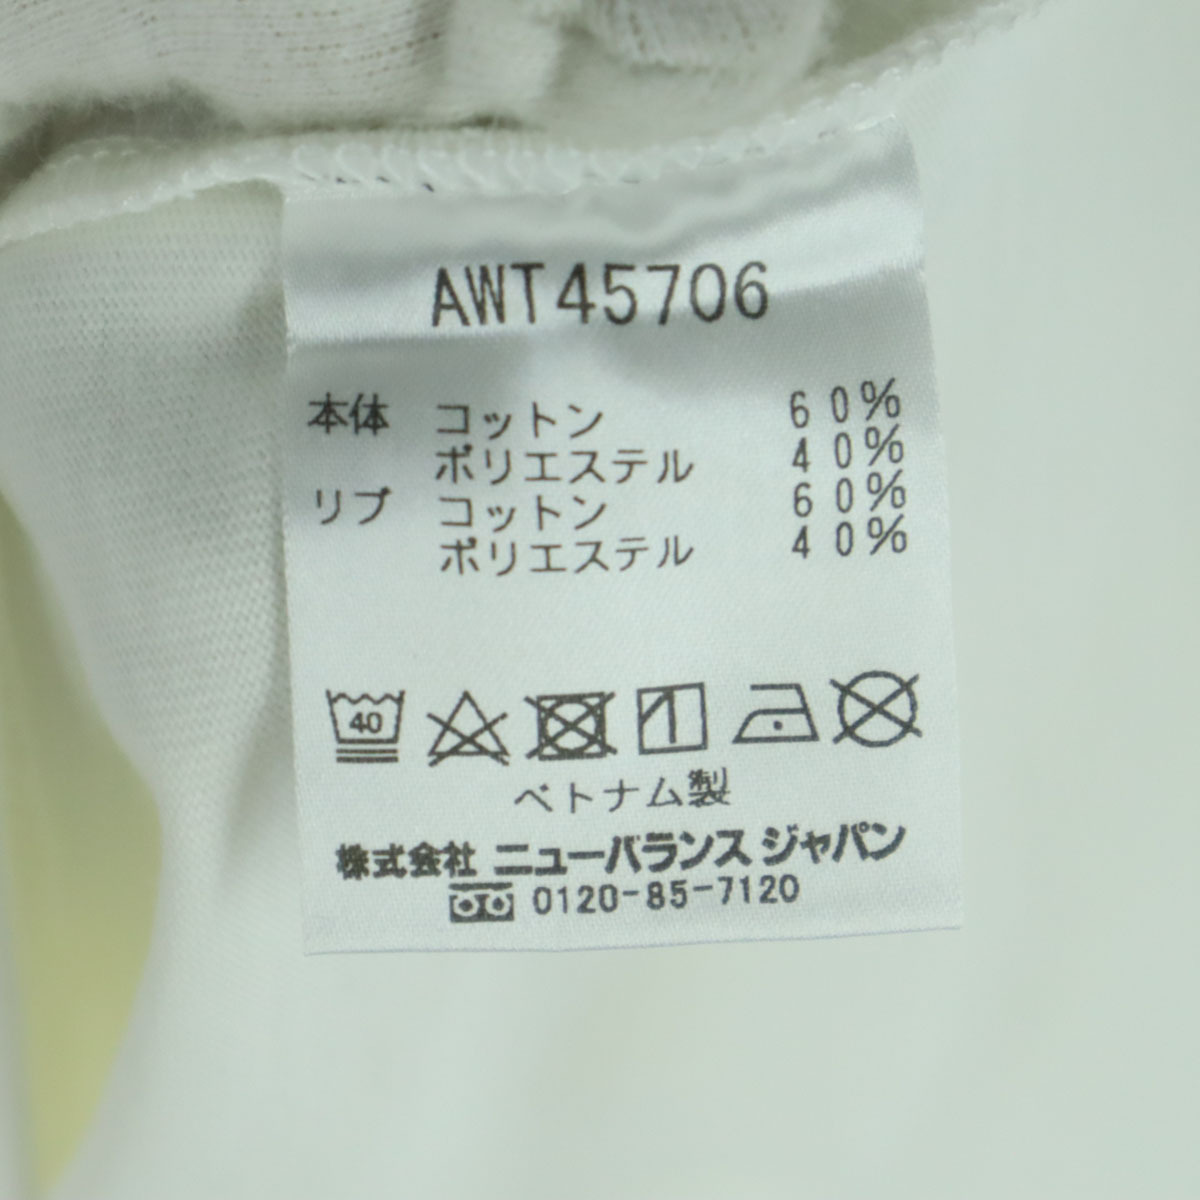 AWT45706
本体 コットン 60%
ポリエステル 40%
リブ コットン 60%
ポリエステル 40%
40
ベトナム製
株式会社 ニューバランス ジャパン
0120-85-7120